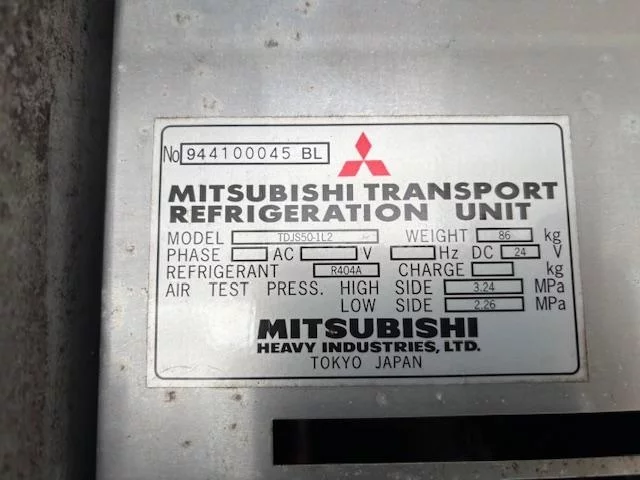 No 944100045 BL
MITSUBISHI TRANSPORT
REFRIGERATION UNIT
MODEL TDJS50-1L2 WEIGHT 86 kg
PHASE AC V Hz DC 24 V
REFRIGERANT R404A CHARGE kg
AIR TEST PRESS. HIGH SIDE 3.24 MPa
LOW SIDE 2.26 MPa
MITSUBISHI
HEAVY INDUSTRIES, LTD.
TOKYO JAPAN